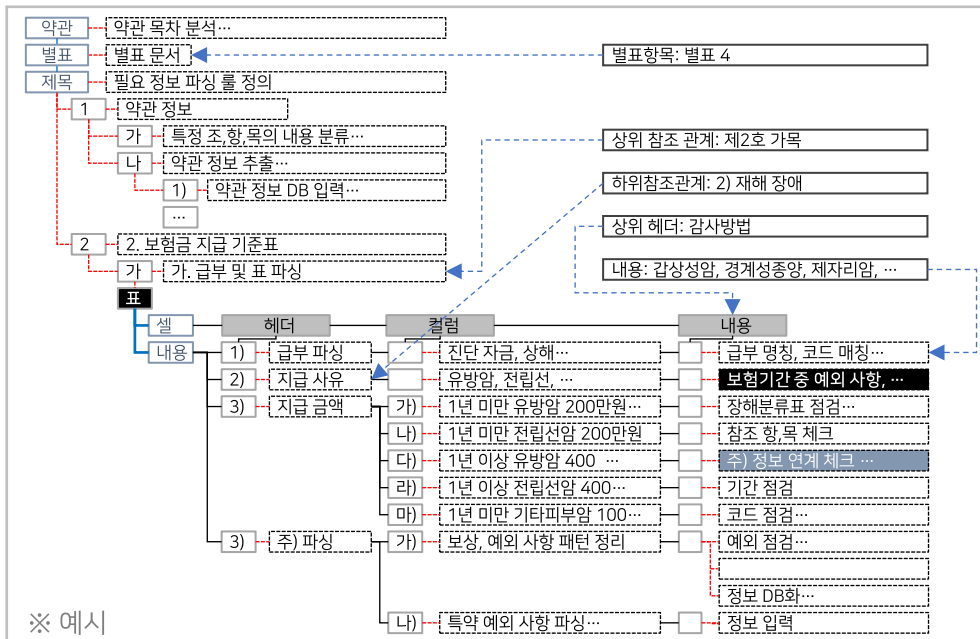 약관 약관 목차 분석…
별표 별표 문서 별표항목: 별표 4
제목 필요 정보 파싱 룰 정의
1 약관 정보
가 특정 조,항,목의 내용 분류… 상위 참조 관계: 제2호 가목
나 약관 정보 추출…
1) 약관 정보 DB 입력… 하위참조관계: 2) 재해 장애
…
상위 헤더: 감사방법
2 2. 보험금 지급 기준표
가 가. 급부 및 표 파싱 내용: 갑상성암, 경계성종양, 제자리암, …
표
셀 헤더 컬럼 내용
내용 1) 급부 파싱 진단 자금, 상해… 급부 명칭, 코드 매칭…
2) 지급 사유 유방암, 전립선, … 보험기간 중 예외 사항, …
3) 지급 금액 가) 1년 미만 유방암 200만원… 장해분류표 점검…
나) 1년 미만 전립선암 200만원 참조 항,목 체크
다) 1년 이상 유방암 400 … 주) 정보 연계 체크 …
라) 1년 이상 전립선암 400… 기간 점검
마) 1년 미만 기타피부암 100… 코드 점검…
3) 주) 파싱 가) 보상, 예외 사항 패턴 정리 예외 점검…
정보 DB화…
나) 특약 예외 사항 파싱… 정보 입력
※ 예시